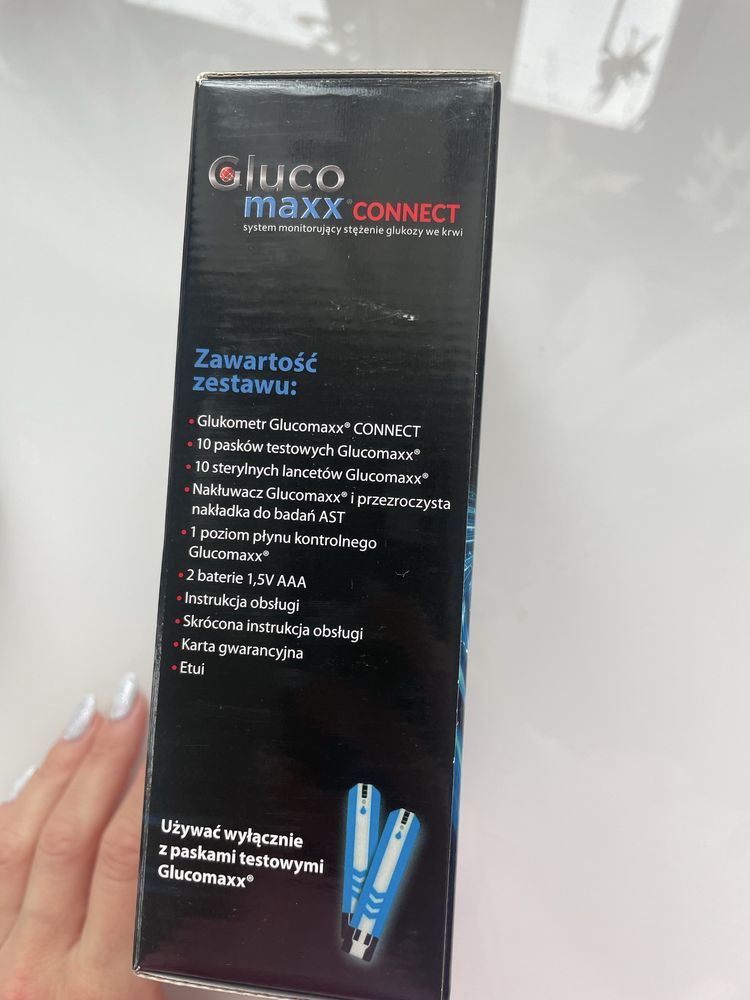 Gluco
maxx® CONNECT
system monitorujący stężenie glukozy we krwi
Zawartość
zestawu:
• Glukometr Glucomaxx® CONNECT
• 10 pasków testowych Glucomaxx®
• 10 sterylnych lancetów Glucomaxx®
• Nakłuwacz Glucomaxx® i przezroczysta
nakładka do badań AST
• 1 poziom płynu kontrolnego
Glucomaxx®
• 2 baterie 1,5V AAA
• Instrukcja obsługi
• Skrócona instrukcja obsługi
• Karta gwarancyjna
• Etui
Używać wyłącznie
z paskami testowymi
Glucomaxx®